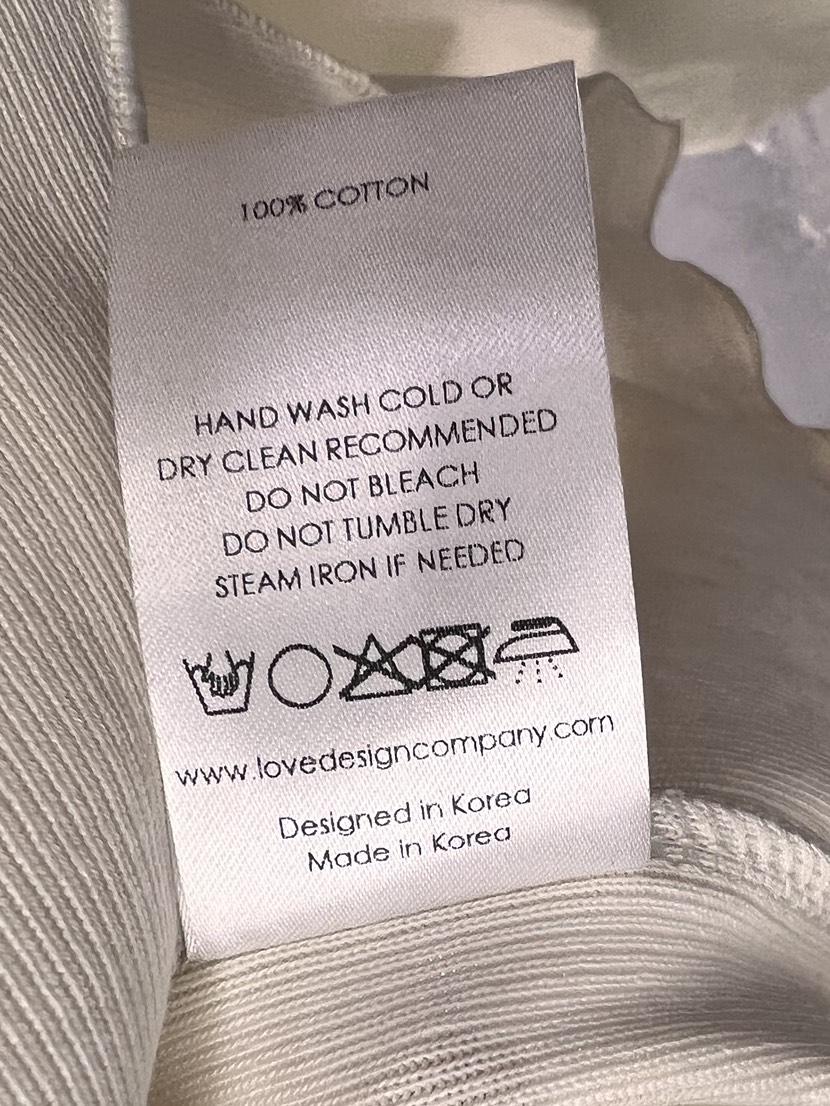 100% COTTON
HAND WASH COLD OR
DRY CLEAN RECOMMENDED
DO NOT BLEACH
DO NOT TUMBLE DRY
STEAM IRON IF NEEDED
www.lovedesigncompany.com
Designed in Korea
Made in Korea